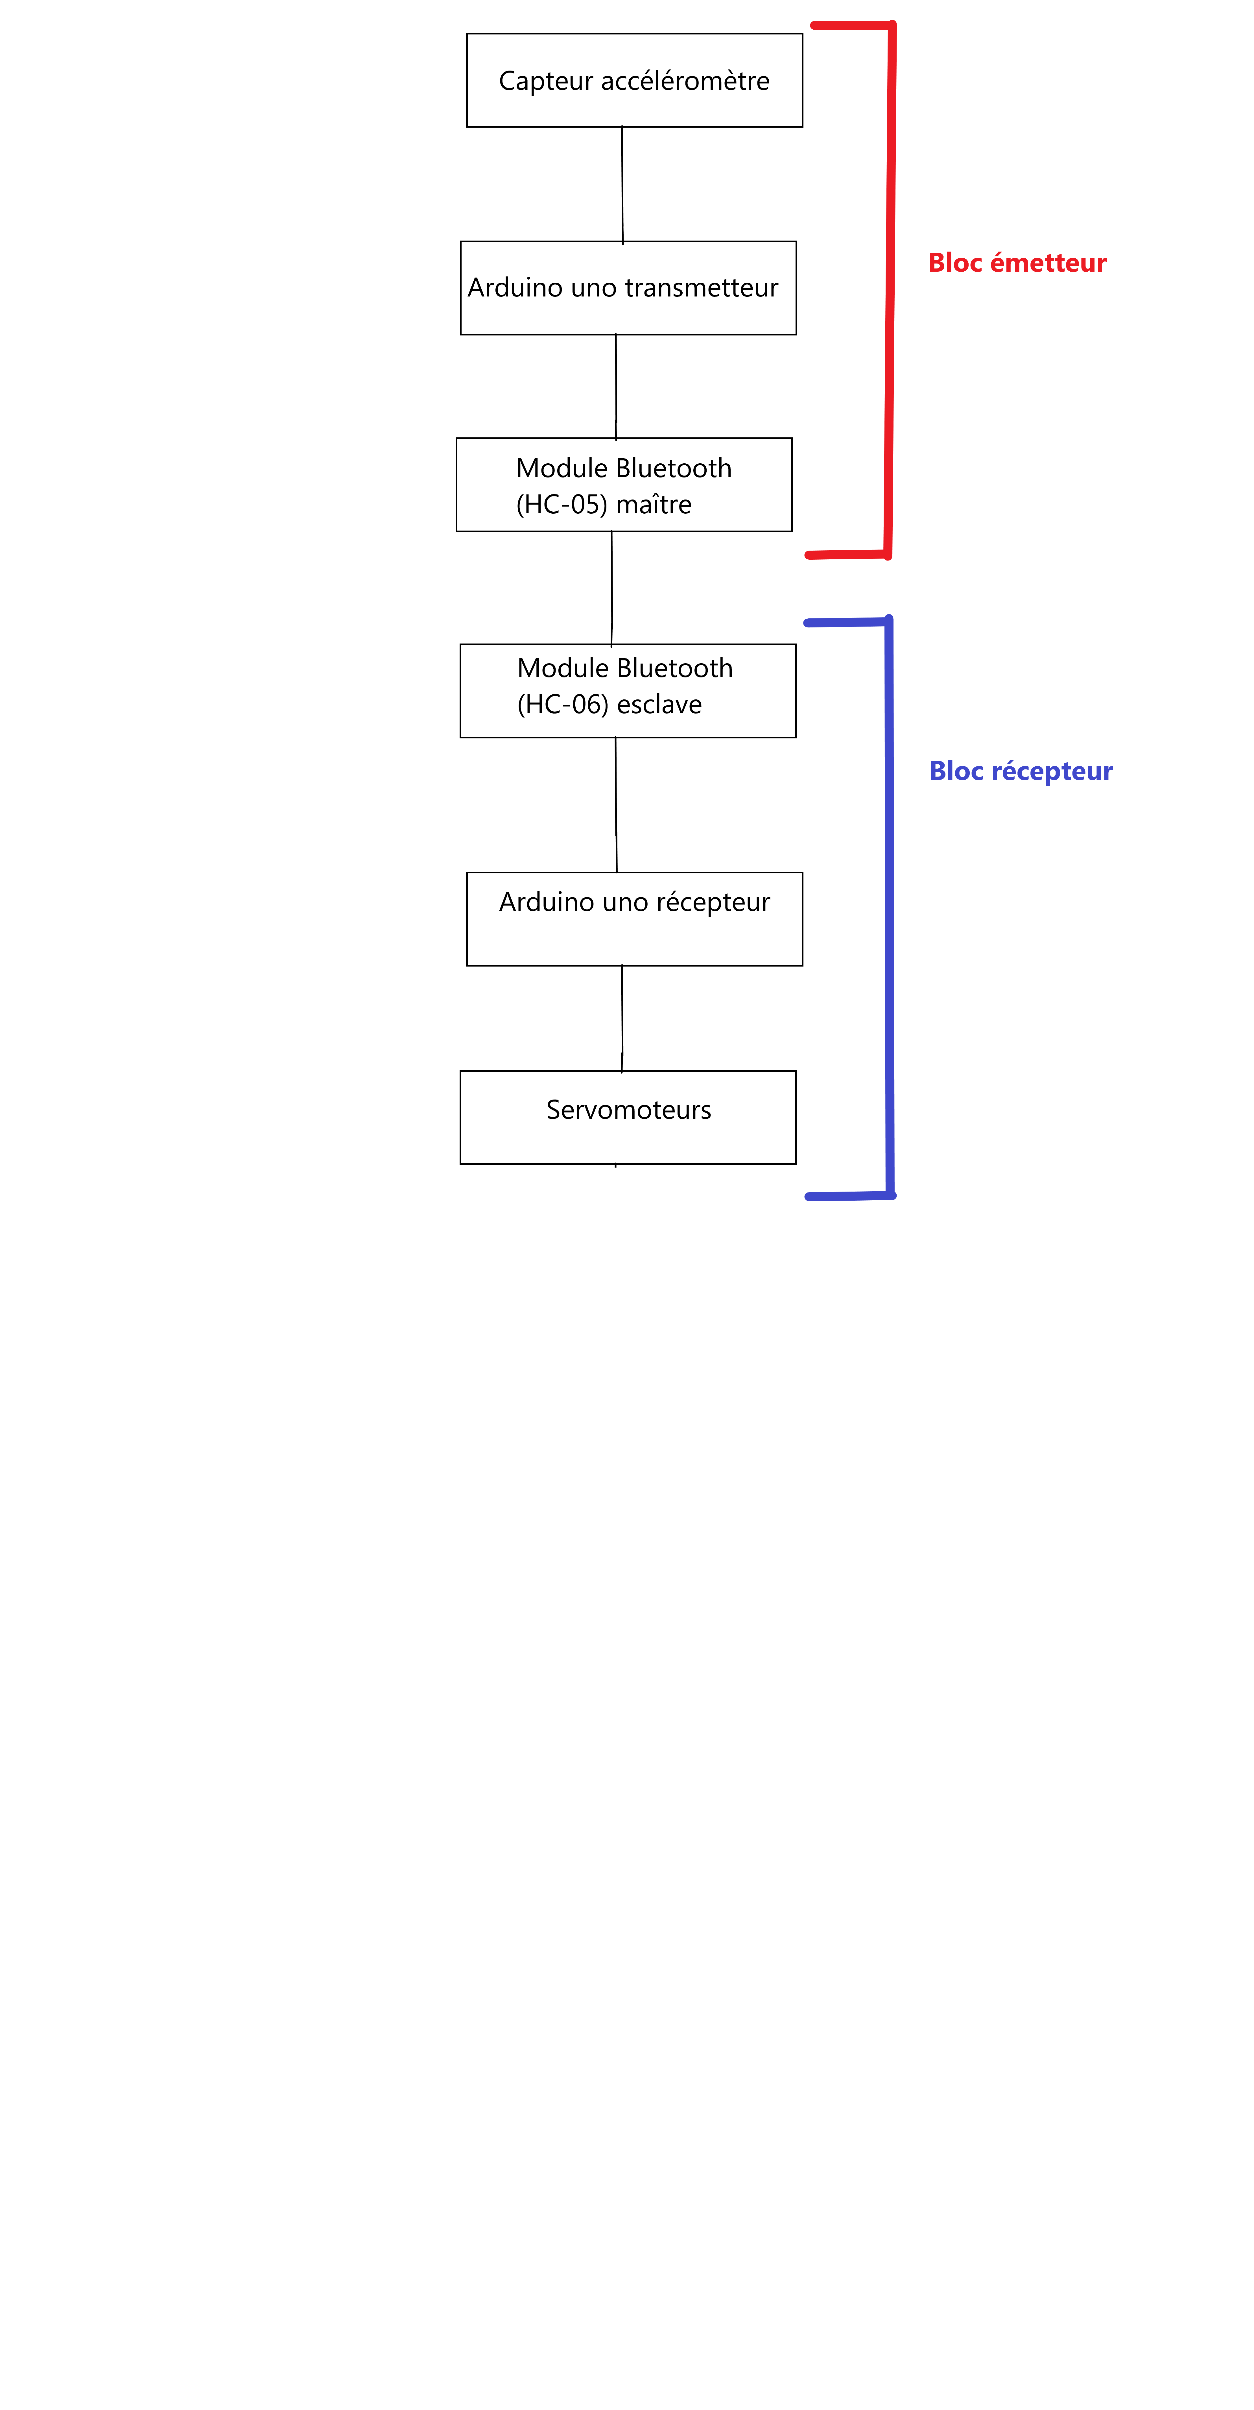 Capteur accéléromètre
Arduino uno transmetteur
Bloc émetteur
Module Bluetooth
(HC-05) maître
Module Bluetooth
(HC-06) esclave
Bloc récepteur
Arduino uno récepteur
Servomoteurs